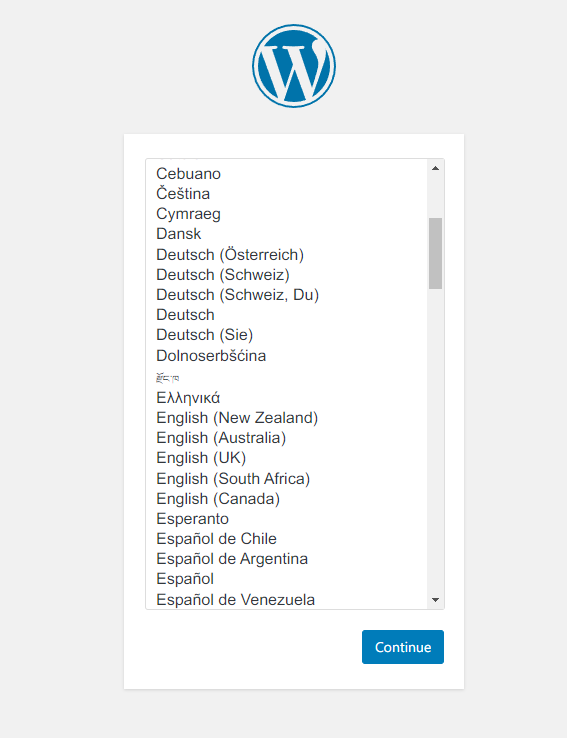 Cebuano
Čeština
Cymraeg
Dansk
Deutsch (Österreich)
Deutsch (Schweiz)
Deutsch (Schweiz, Du)
Deutsch
Deutsch (Sie)
Dolnoserbšćina
རྫོང་ཁ
Ελληνικά
English (New Zealand)
English (Australia)
English (UK)
English (South Africa)
English (Canada)
Esperanto
Español de Chile
Español de Argentina
Español
Español de Venezuela
Continue